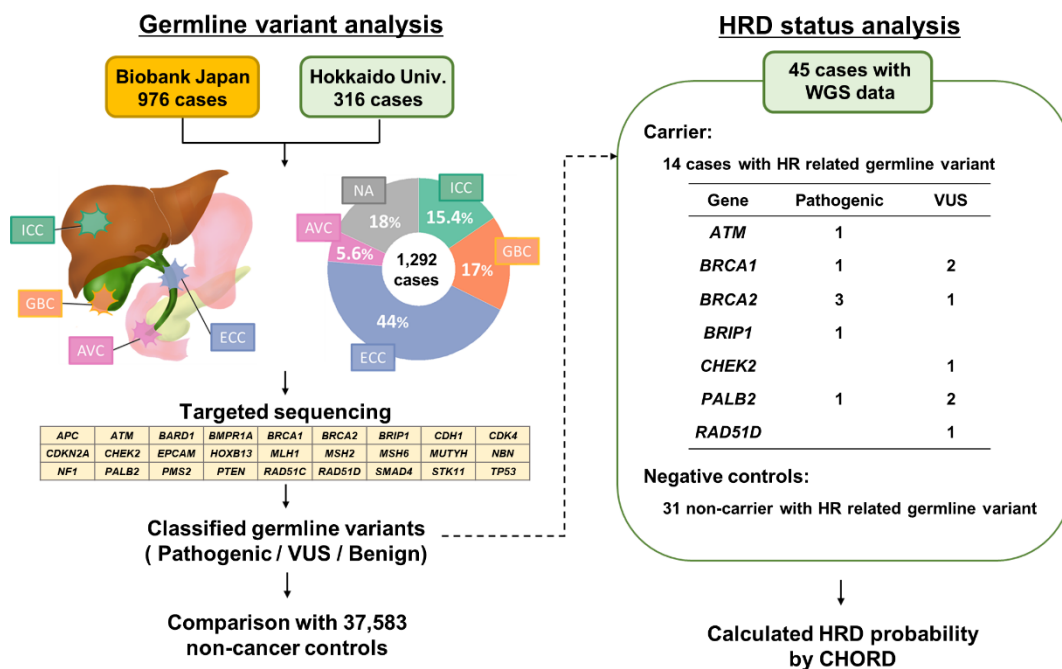 Germline variant analysis
Biobank Japan
976 cases
Hokkaido Univ.
316 cases
ICC
GBC
AVC
ECC
NA
18%
ICC
15.4%
AVC
5.6%
GBC
17%
1,292
cases
44%
ECC
Targeted sequencing
APC ATM BARD1 BMPR1A BRCA1 BRCA2 BRIP1 CDH1 CDK4
CDKN2A CHEK2 EPCAM HOXB13 MLH1 MSH2 MSH6 MUTYH NBN
NF1 PALB2 PMS2 PTEN RAD51C RAD51D SMAD4 STK11 TP53
Classified germline variants
( Pathogenic / VUS / Benign)
Comparison with 37,583
non-cancer controls
HRD status analysis
45 cases with
WGS data
Carrier:
14 cases with HR related germline variant
Gene Pathogenic VUS
ATM 1
BRCA1 1 2
BRCA2 3 1
BRIP1 1
CHEK2 1
PALB2 1 2
RAD51D 1
Negative controls:
31 non-carrier with HR related germline variant
Calculated HRD probability
by CHORD